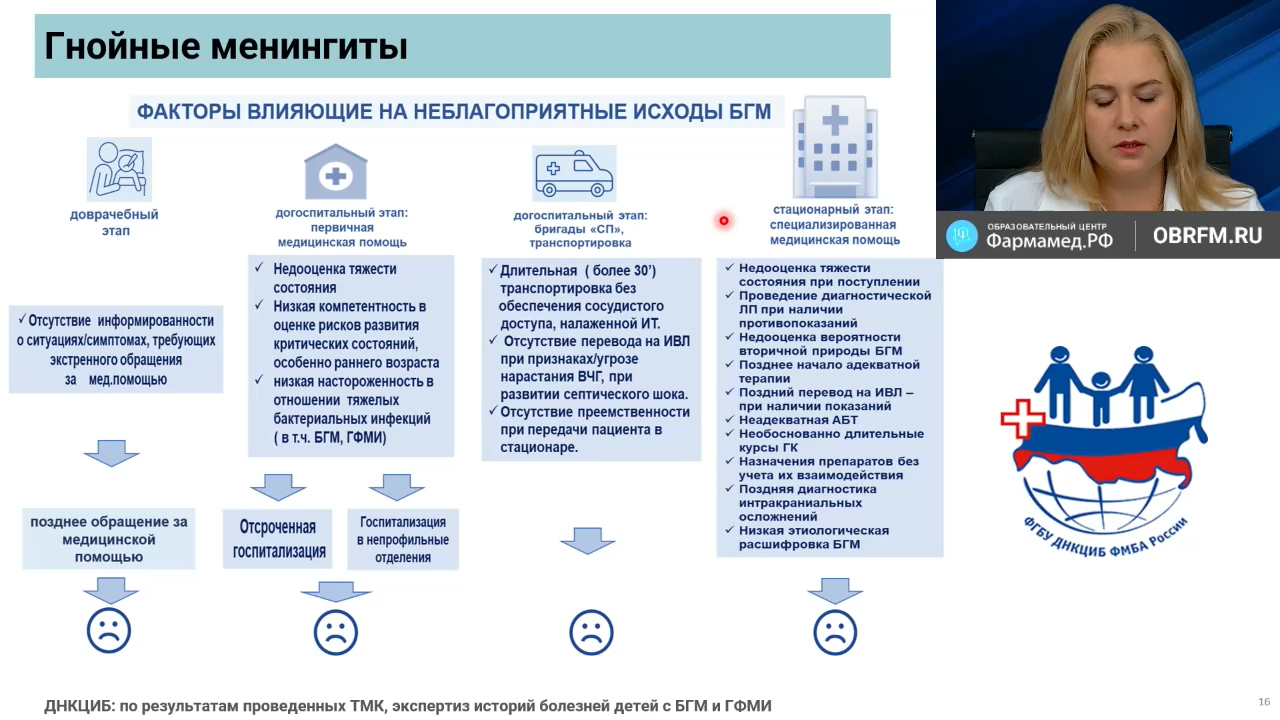 Гнойные менингиты
ФАКТОРЫ ВЛИЯЮЩИЕ НА НЕБЛАГОПРИЯТНЫЕ ИСХОДЫ БГМ
доврачебный
этап
✓Отсутствие информированности
о ситуациях/симптомах, требующих
экстренного обращения
за мед.помощью
позднее обращение за
медицинской
помощью
догоспитальный этап:
первичная
медицинская помощь
✓ Недооценка тяжести
состояния
✓ Низкая компетентность в
оценке рисков развития
критических состояний,
особенно раннего возраста
✓ низкая настороженность в
отношении тяжелых
бактериальных инфекций
( в т.ч. БГМ, ГФМИ)
Отсроченная
госпитализация
Госпитализация
в непрофильные
отделения
догоспитальный этап:
бригады «СП»,
транспортировка
✓Длительная ( более 30’)
транспортировка без
обеспечения сосудистого
доступа, налаженной ИТ.
✓ Отсутствие перевода на ИВЛ
при признаках/угрозе
нарастания ВЧГ, при
развитии септического шока.
✓Отсутствие преемственности
при передачи пациента в
стационаре.
стационарный этап:
специализированная
медицинская помощь
✓ Недооценка тяжести
состояния при поступлении
✓ Проведение диагностической
ЛП при наличии
противопоказаний
✓ Недооценка вероятности
вторичной природы БГМ
✓ Позднее начало адекватной
терапии
✓ Поздний перевод на ИВЛ –
при наличии показаний
✓ Неадекватная АБТ
✓ Необоснованно длительные
курсы ГК
✓ Назначения препаратов без
учета их взаимодействия
✓ Поздняя диагностика
интракраниальных
осложнений
✓ Низкая этиологическая
расшифровка БГМ
ОБРАЗОВАТЕЛЬНЫЙ ЦЕНТР
Фармамед.РФ
OBRFM.RU
ФГБУ ДНКЦИБ ФМБА России
ДНКЦИБ: по результатам проведенных ТМК, экспертиз историй болезней детей с БГМ и ГФМИ
16